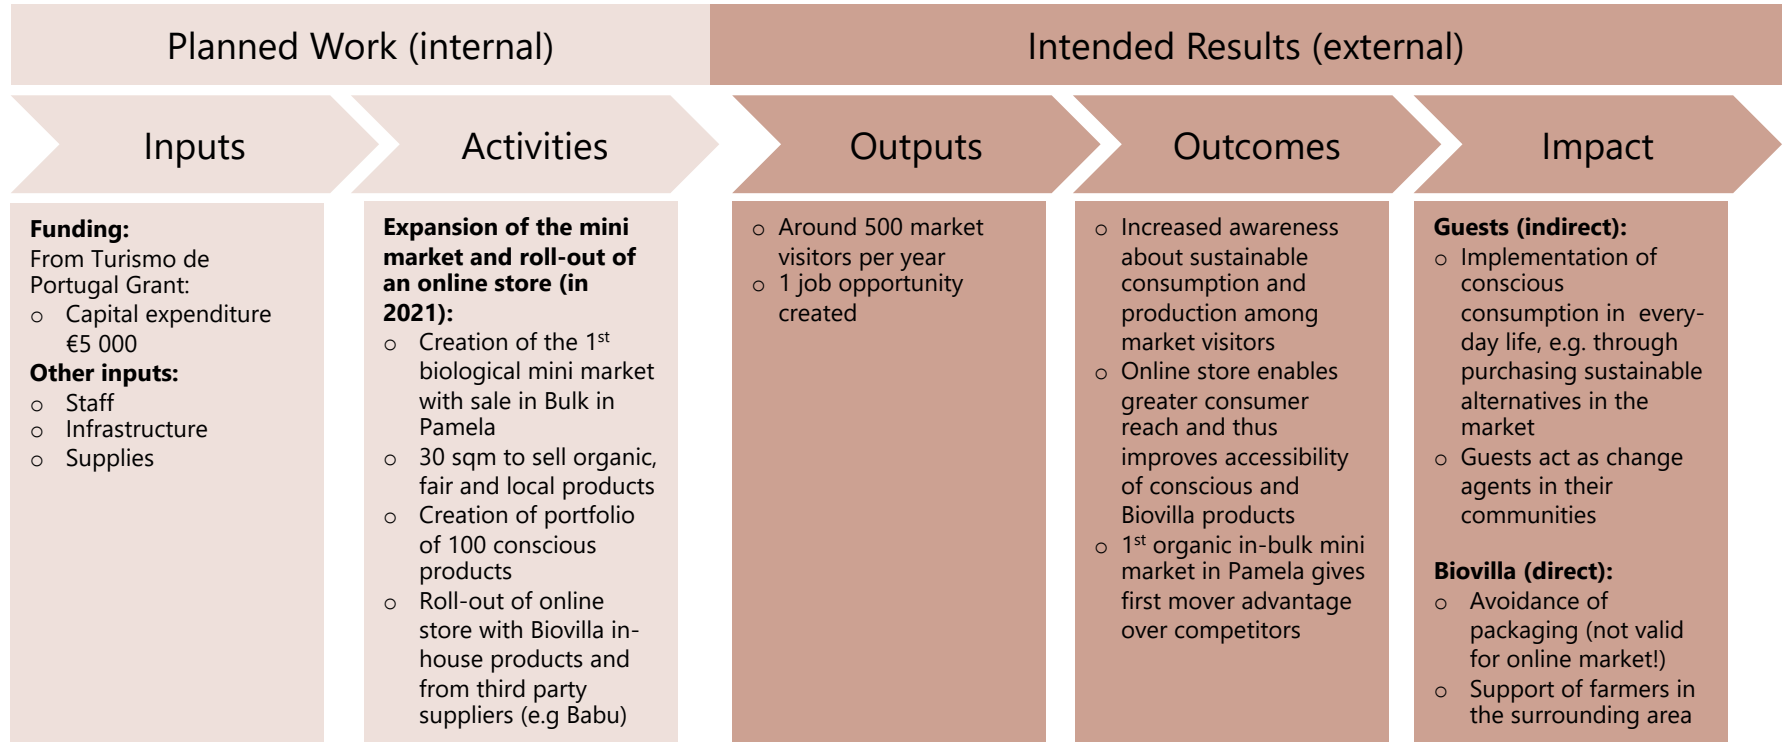 Planned Work (internal)
Intended Results (external)
Inputs
Activities
Outputs
Outcomes
Impact
Funding:
From Turismo de
Portugal Grant:
o Capital expenditure
€5 000
Other inputs:
o Staff
o Infrastructure
o Supplies
Expansion of the mini
market and roll-out of
an online store (in
2021):
o Creation of the 1st
biological mini market
with sale in Bulk in
Pamela
o 30 sqm to sell organic,
fair and local products
o Creation of portfolio
of 100 conscious
products
o Roll-out of online
store with Biovilla in-
house products and
from third party
suppliers (e.g Babu)
o Around 500 market
visitors per year
o 1 job opportunity
created
o Increased awareness
about sustainable
consumption and
production among
market visitors
o Online store enables
greater consumer
reach and thus
improves accessibility
of conscious and
Biovilla products
o 1st organic in-bulk mini
market in Pamela gives
first mover advantage
over competitors
Guests (indirect):
o Implementation of
conscious
consumption in every-
day life, e.g. through
purchasing sustainable
alternatives in the
market
o Guests act as change
agents in their
communities
Biovilla (direct):
o Avoidance of
packaging (not valid
for online market!)
o Support of farmers in
the surrounding area